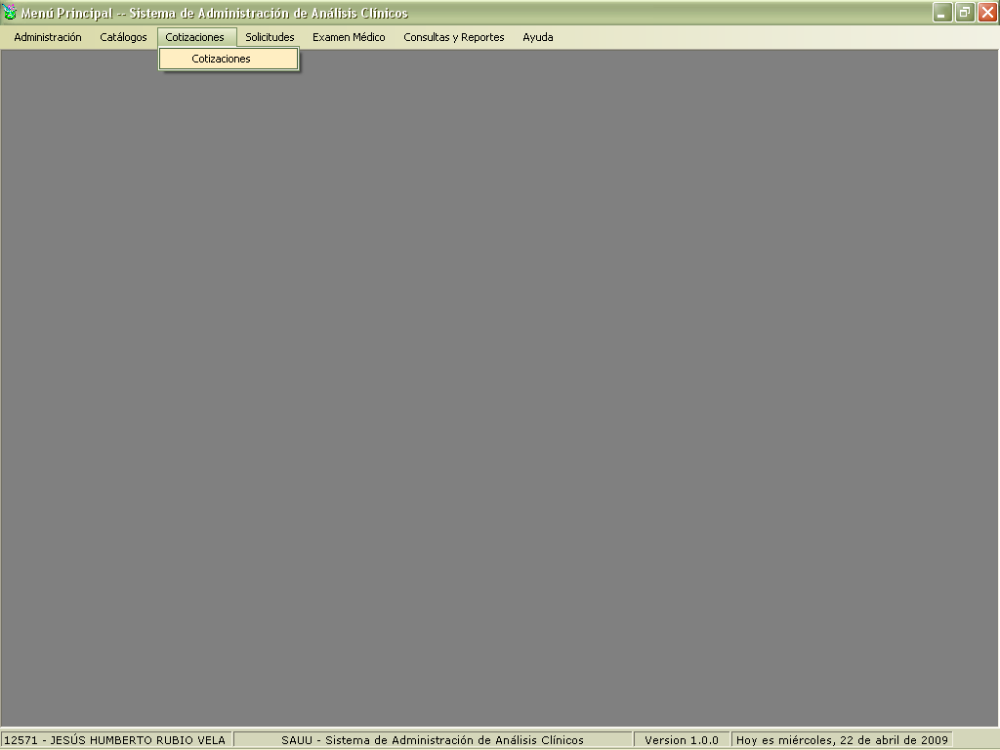 Menú Principal -- Sistema de Administración de Análisis Clínicos
Administración Catálogos Cotizaciones Solicitudes Examen Médico Consultas y Reportes Ayuda
Cotizaciones
12571 - JESÚS HUMBERTO RUBIO VELA SAUU - Sistema de Administración de Análisis Clínicos Version 1.0.0 Hoy es miércoles, 22 de abril de 2009